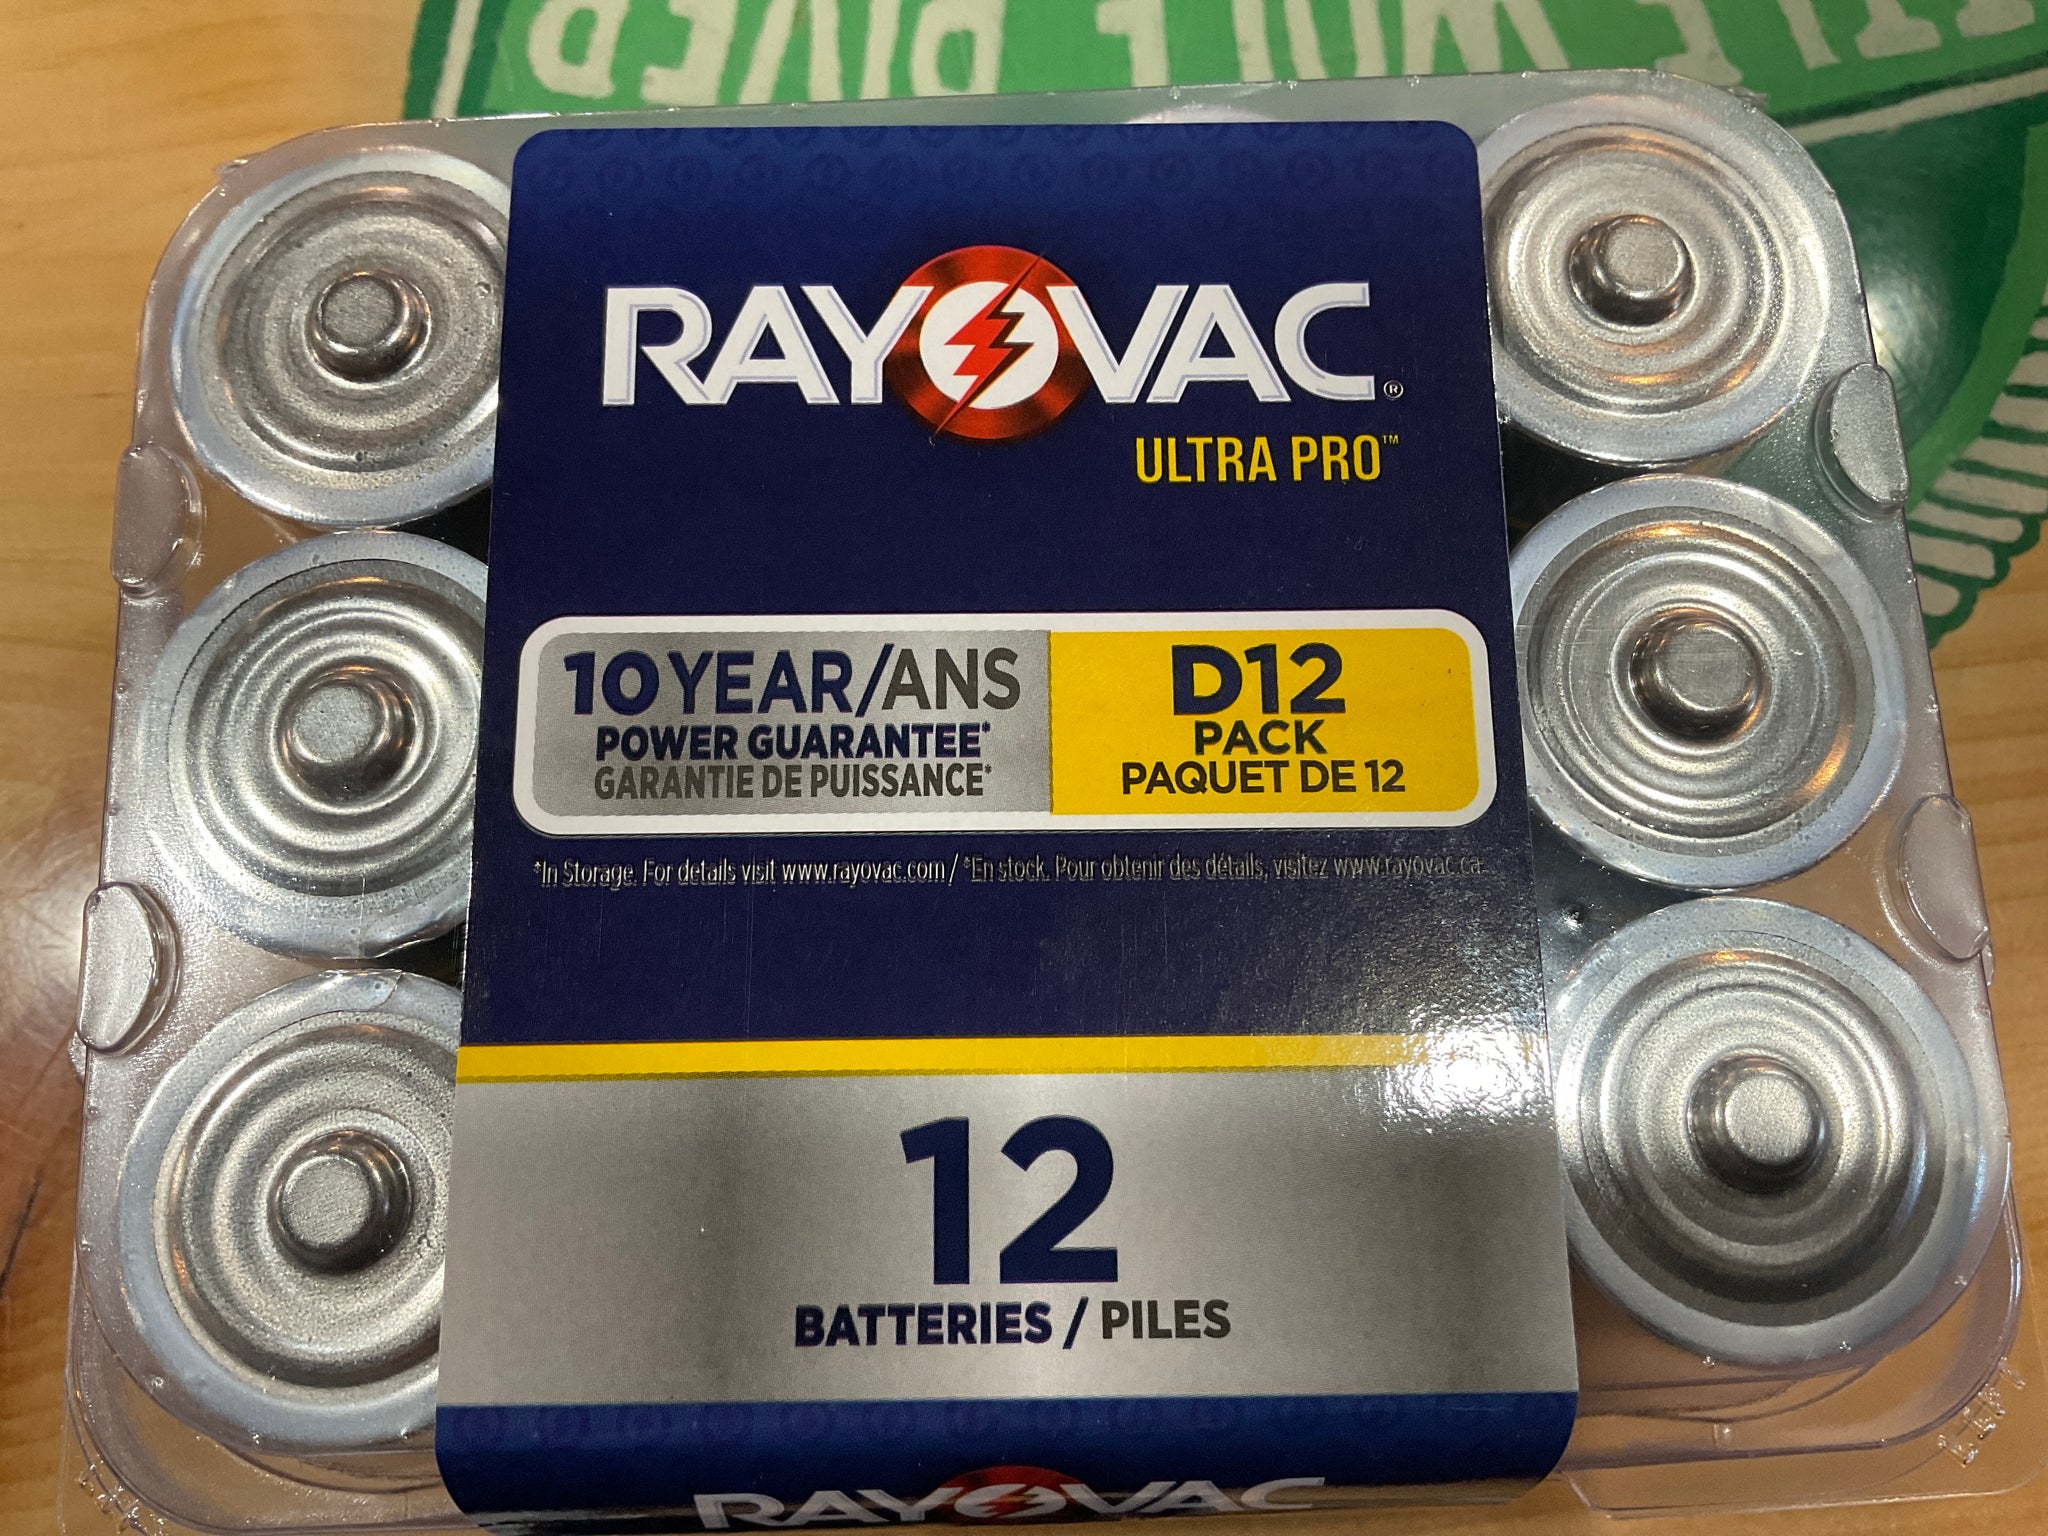 RAYOVAC®
ULTRA PRO™
10 YEAR/ANS
POWER GUARANTEE*
GARANTIE DE PUISSANCE*
D12
PACK
PAQUET DE 12
*In Storage. For details visit www.rayovac.com / *En stock. Pour obtenir des détails, visitez www.rayovac.ca
12
BATTERIES / PILES
RAYOVAC